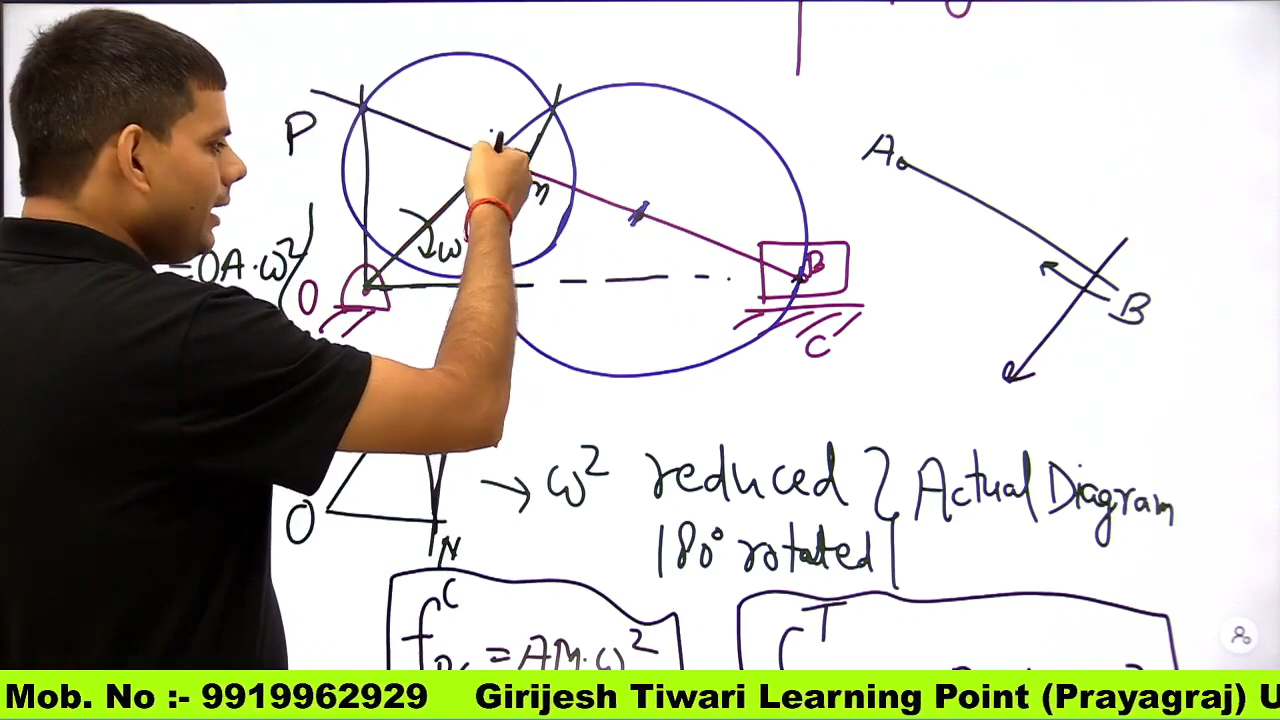 P
A
m
ω
= OA·ω²
O
B
C
B
O
N
→ ω² reduced
180° rotated
Actual Diagram
f^c = AM·ω²
T
Mob. No :- 9919962929 Girijesh Tiwari Learning Point (Prayagraj) U